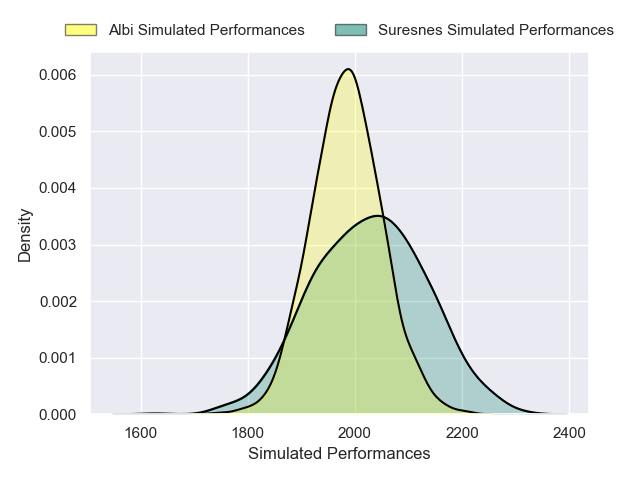 Albi Simulated Performances Suresnes Simulated Performances
0.006
0.005
0.004
0.003
0.002
0.001
0.000
Density
1600 1800 2000 2200 2400
Simulated Performances